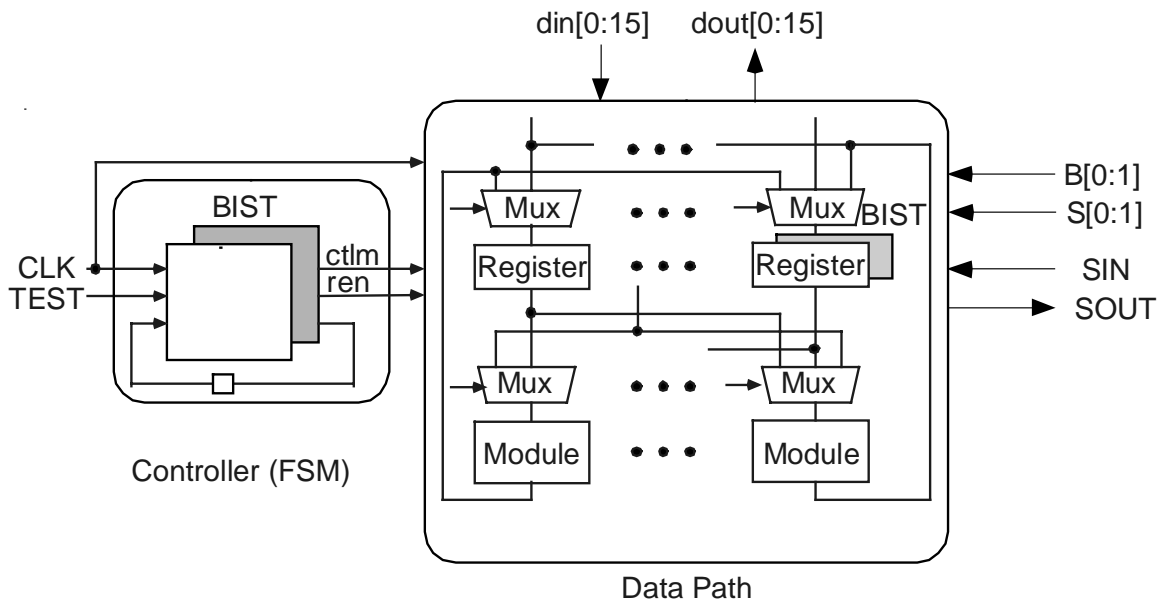 din[0:15] dout[0:15]
BIST
CLK
TEST
ctlm
ren
Controller (FSM)
Mux
Mux
BIST
Register
Register
Mux
Mux
Module
Module
B[0:1]
S[0:1]
SIN
SOUT
Data Path